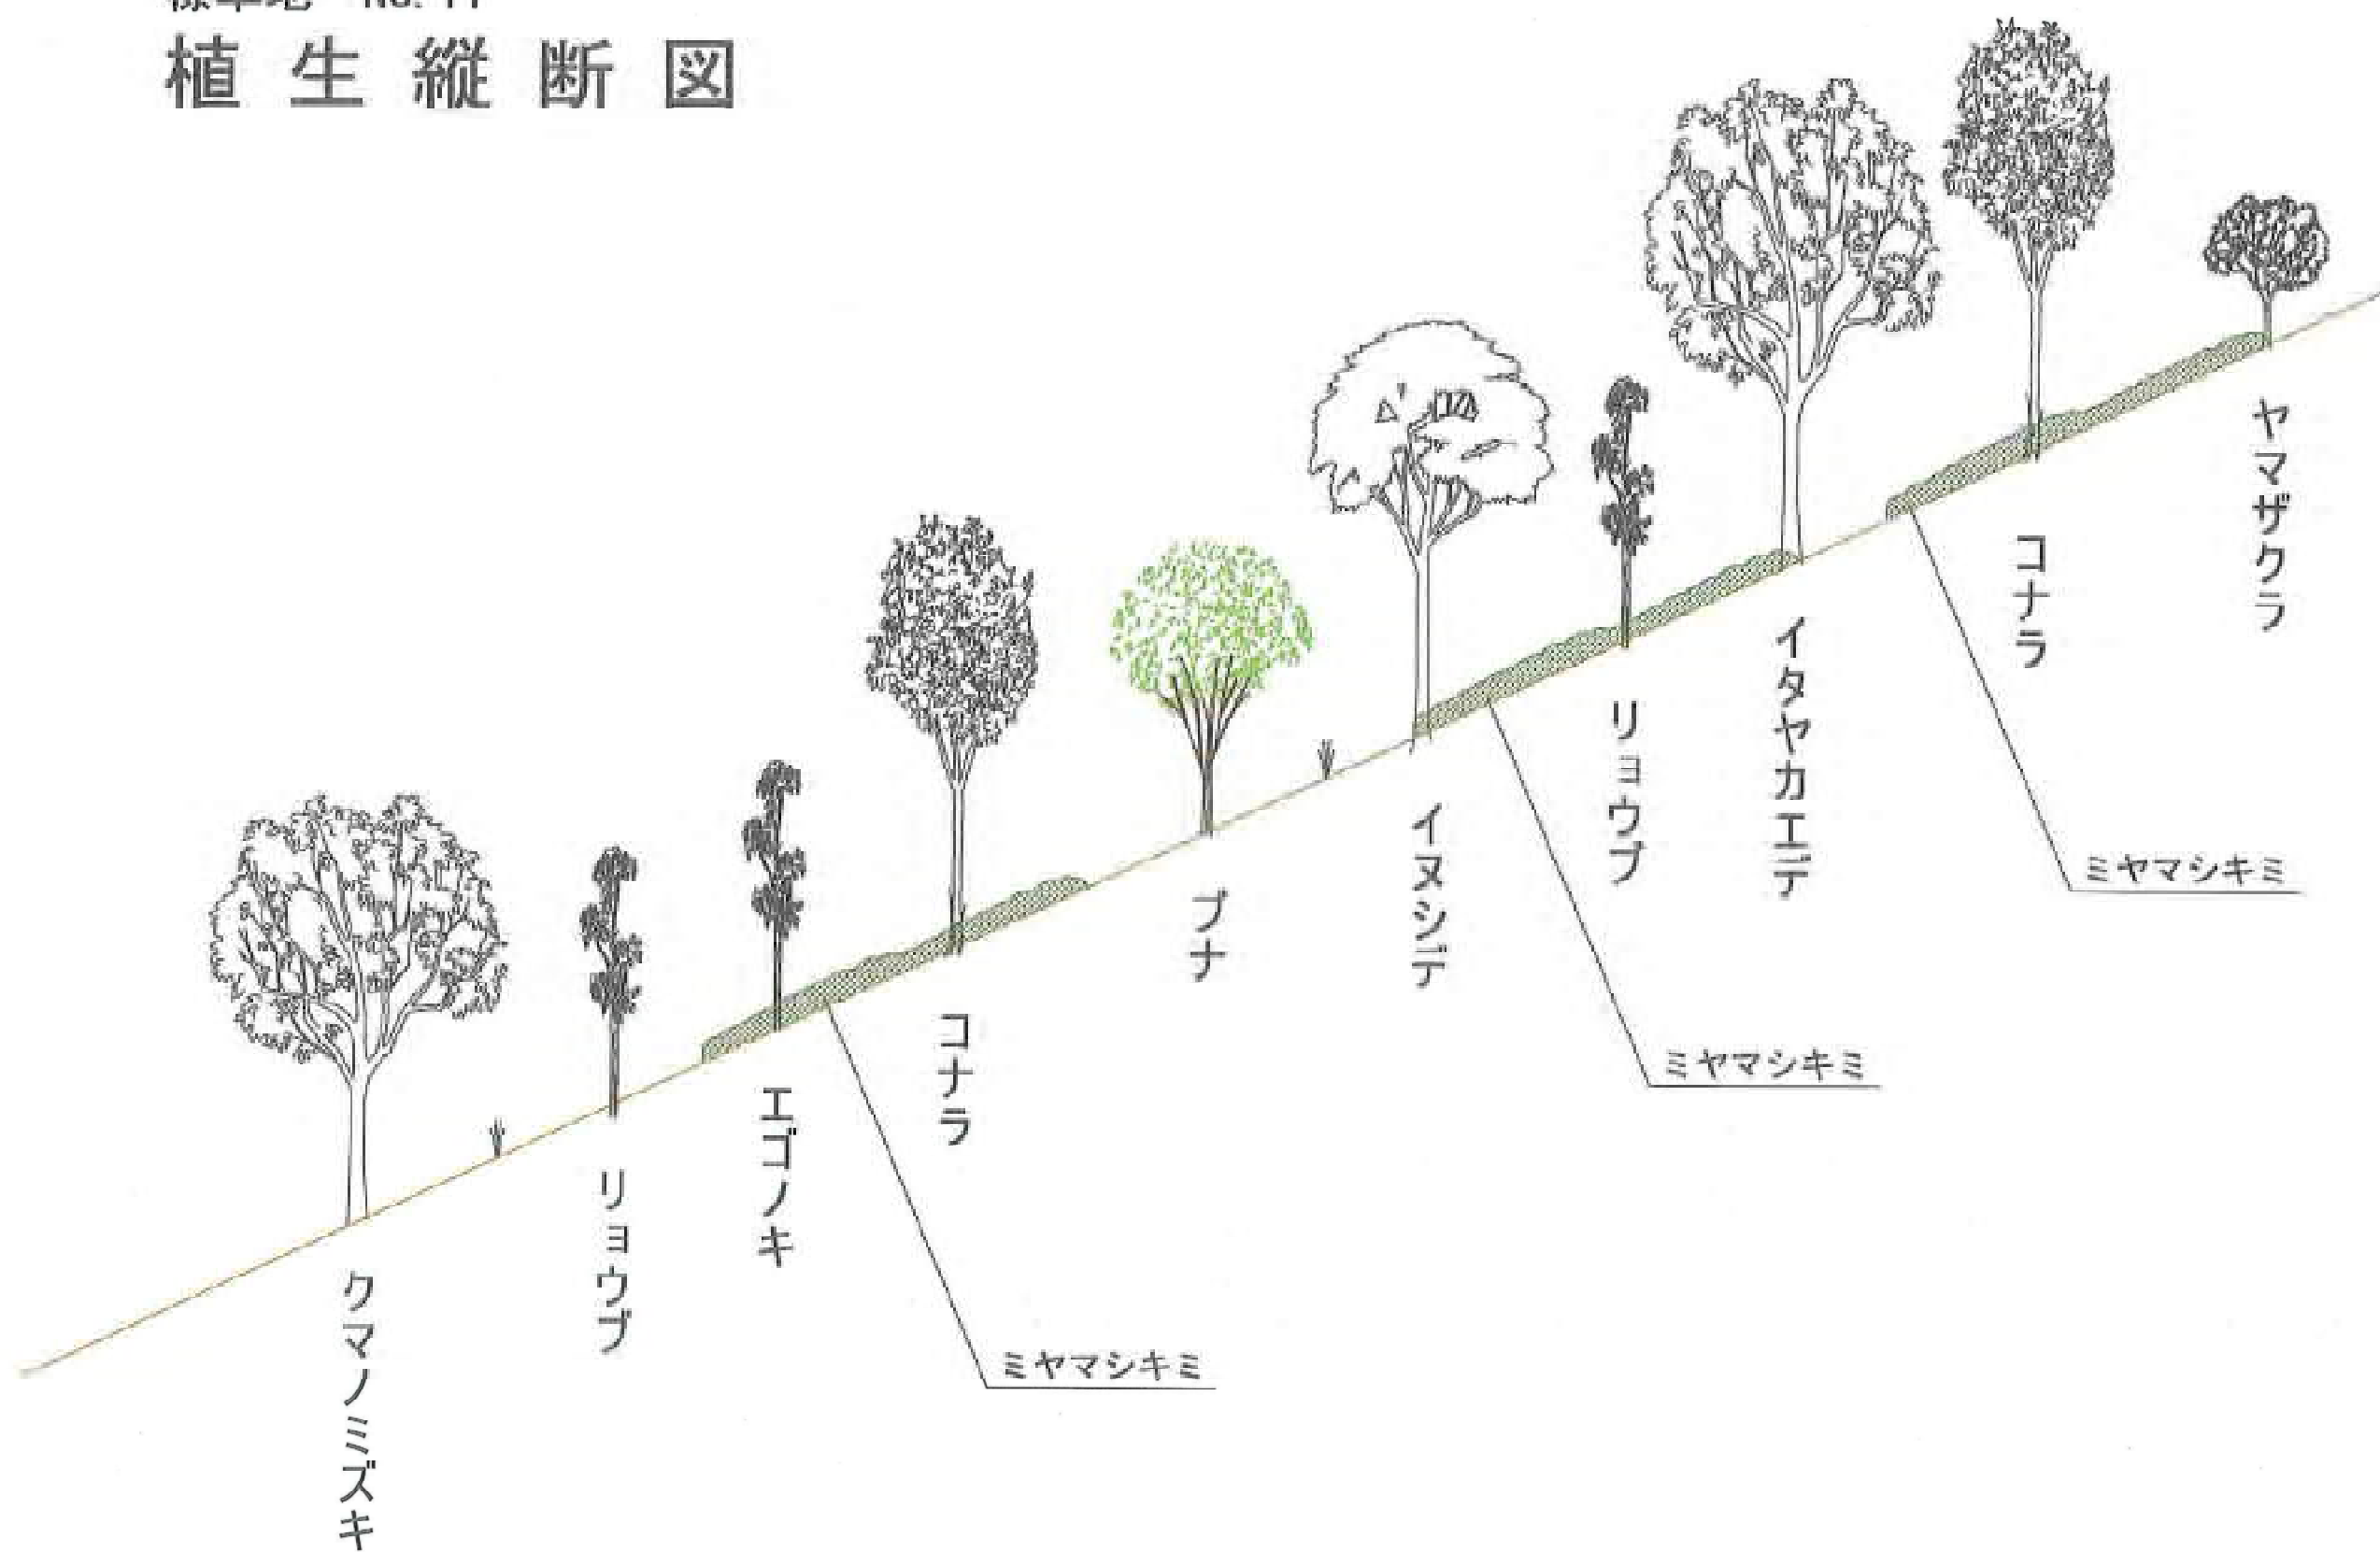 植生縦断図
クマノミズキ
リョウブ
エゴノキ
コナラ
ブナ
イヌシデ
リョウブ
イタヤカエデ
コナラ
ヤマザクラ
ミヤマシキミ
ミヤマシキミ
ミヤマシキミ